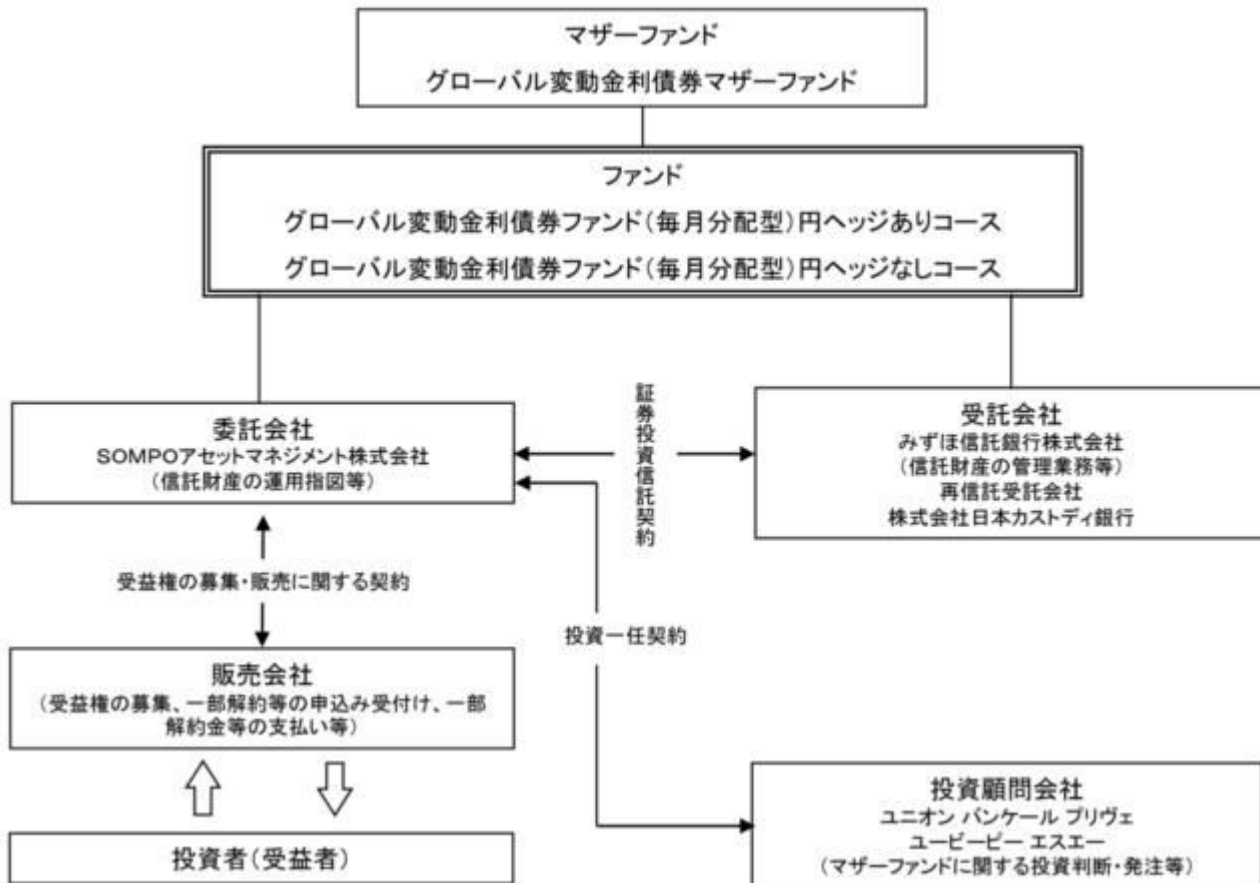 マザーファンド
グローバル変動金利債券マザーファンド
ファンド
グローバル変動金利債券ファンド(毎月分配型)円ヘッジありコース
グローバル変動金利債券ファンド(毎月分配型)円ヘッジなしコース
委託会社
SOMPOアセットマネジメント株式会社
(信託財産の運用指図等)
証券投資信託契約
受託会社
みずほ信託銀行株式会社
(信託財産の管理業務等)
再信託受託会社
株式会社日本カストディ銀行
受益権の募集・販売に関する契約
投資一任契約
販売会社
(受益権の募集、一部解約等の申込み受付け、一部
解約金等の支払い等)
投資者(受益者)
投資顧問会社
ユニオン バンケール プリヴェ
ユービーピー エスエー
(マザーファンドに関する投資判断・発注等)